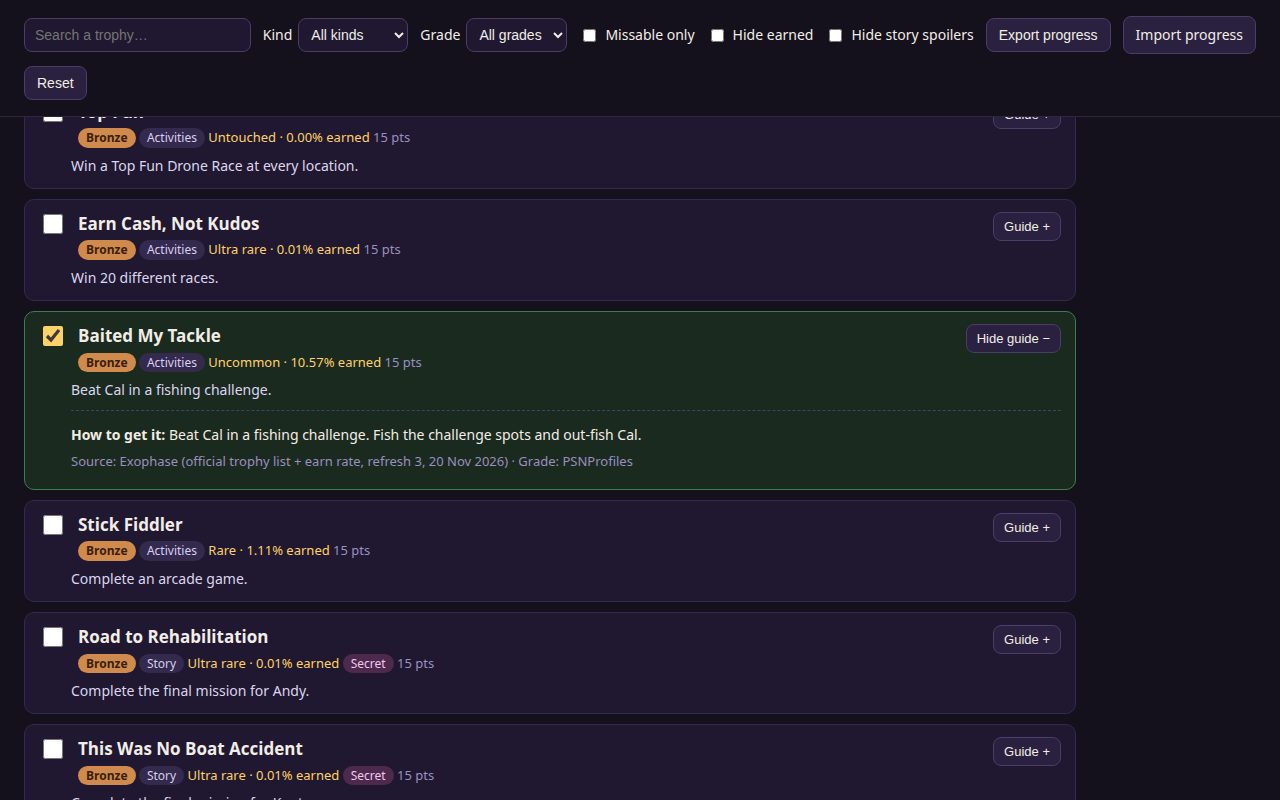 Search a trophy…
Kind All kinds Grade All grades Missable only Hide earned Hide story spoilers Export progress Import progress
Reset
Bronze Activities Untouched · 0.00% earned 15 pts
Win a Top Fun Drone Race at every location.
Earn Cash, Not Kudos Guide +
Bronze Activities Ultra rare · 0.01% earned 15 pts
Win 20 different races.
Baited My Tackle Hide guide −
Bronze Activities Uncommon · 10.57% earned 15 pts
Beat Cal in a fishing challenge.
How to get it: Beat Cal in a fishing challenge. Fish the challenge spots and out-fish Cal.
Source: Exophase (official trophy list + earn rate, refresh 3, 20 Nov 2026) · Grade: PSNProfiles
Stick Fiddler Guide +
Bronze Activities Rare · 1.11% earned 15 pts
Complete an arcade game.
Road to Rehabilitation Guide +
Bronze Story Ultra rare · 0.01% earned Secret 15 pts
Complete the final mission for Andy.
This Was No Boat Accident Guide +
Bronze Story Ultra rare · 0.01% earned Secret 15 pts